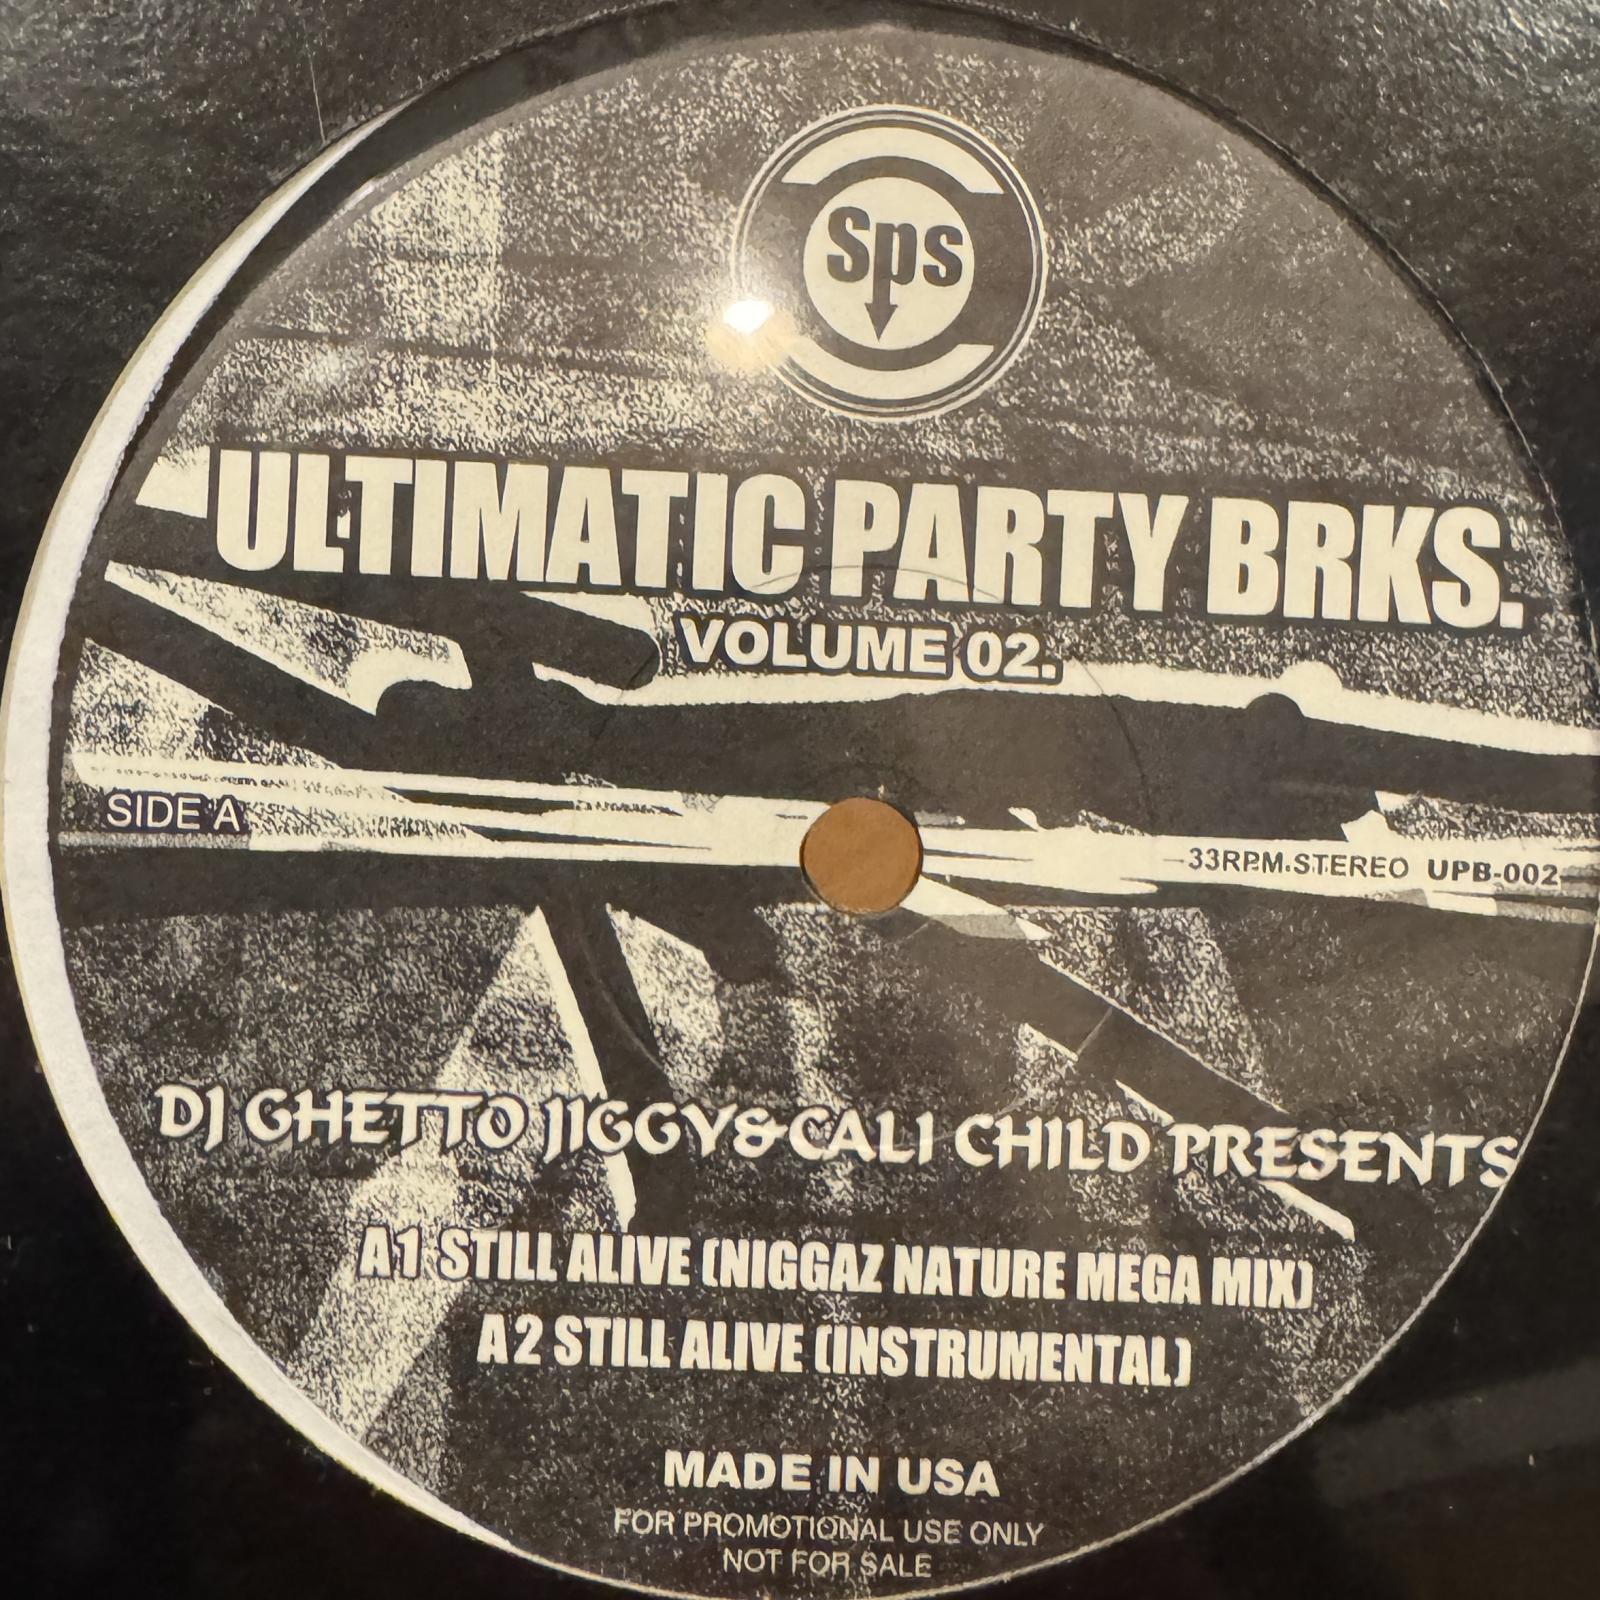 Sps
ULTIMATIC PARTY BRKS.
VOLUME 02.
SIDE A
33RPM.STEREO UPB-002
DJ GHETTO JIGGY&CALI CHILD PRESENTS
A1 STILL ALIVE (NIGGAZ NATURE MEGA MIX)
A2 STILL ALIVE (INSTRUMENTAL)
MADE IN USA
FOR PROMOTIONAL USE ONLY
NOT FOR SALE